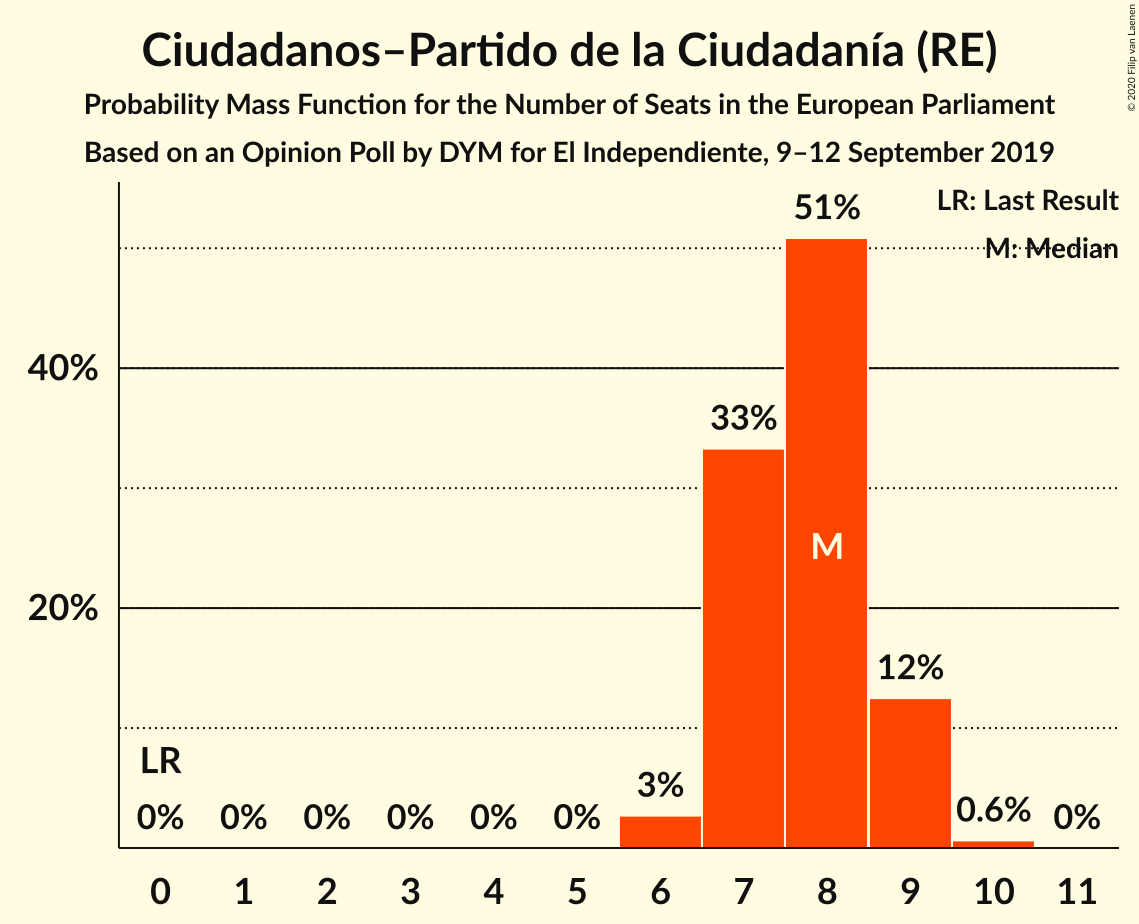 Ciudadanos–Partido de la Ciudadanía (RE)
Probability Mass Function for the Number of Seats in the European Parliament
Based on an Opinion Poll by DYM for El Independiente, 9–12 September 2019
© 2020 Filip van Laenen
LR: Last Result
M: Median
51%
40%
33%
M
20%
12%
LR
3%
0% 0% 0% 0% 0% 0% 0.6% 0%
0 1 2 3 4 5 6 7 8 9 10 11